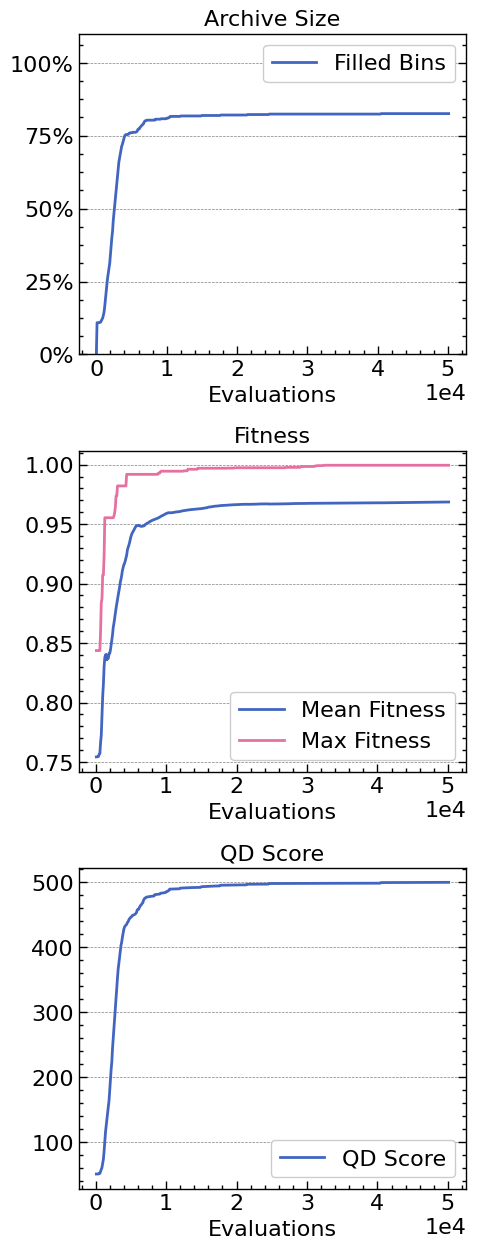 Archive Size
100%
75%
50%
25%
0%
Filled Bins
0 1 2 3 4 5
Evaluations
1e4
Fitness
1.00
0.95
0.90
0.85
0.80
0.75
Mean Fitness
Max Fitness
0 1 2 3 4 5
Evaluations
1e4
QD Score
500
400
300
200
100
QD Score
0 1 2 3 4 5
Evaluations
1e4